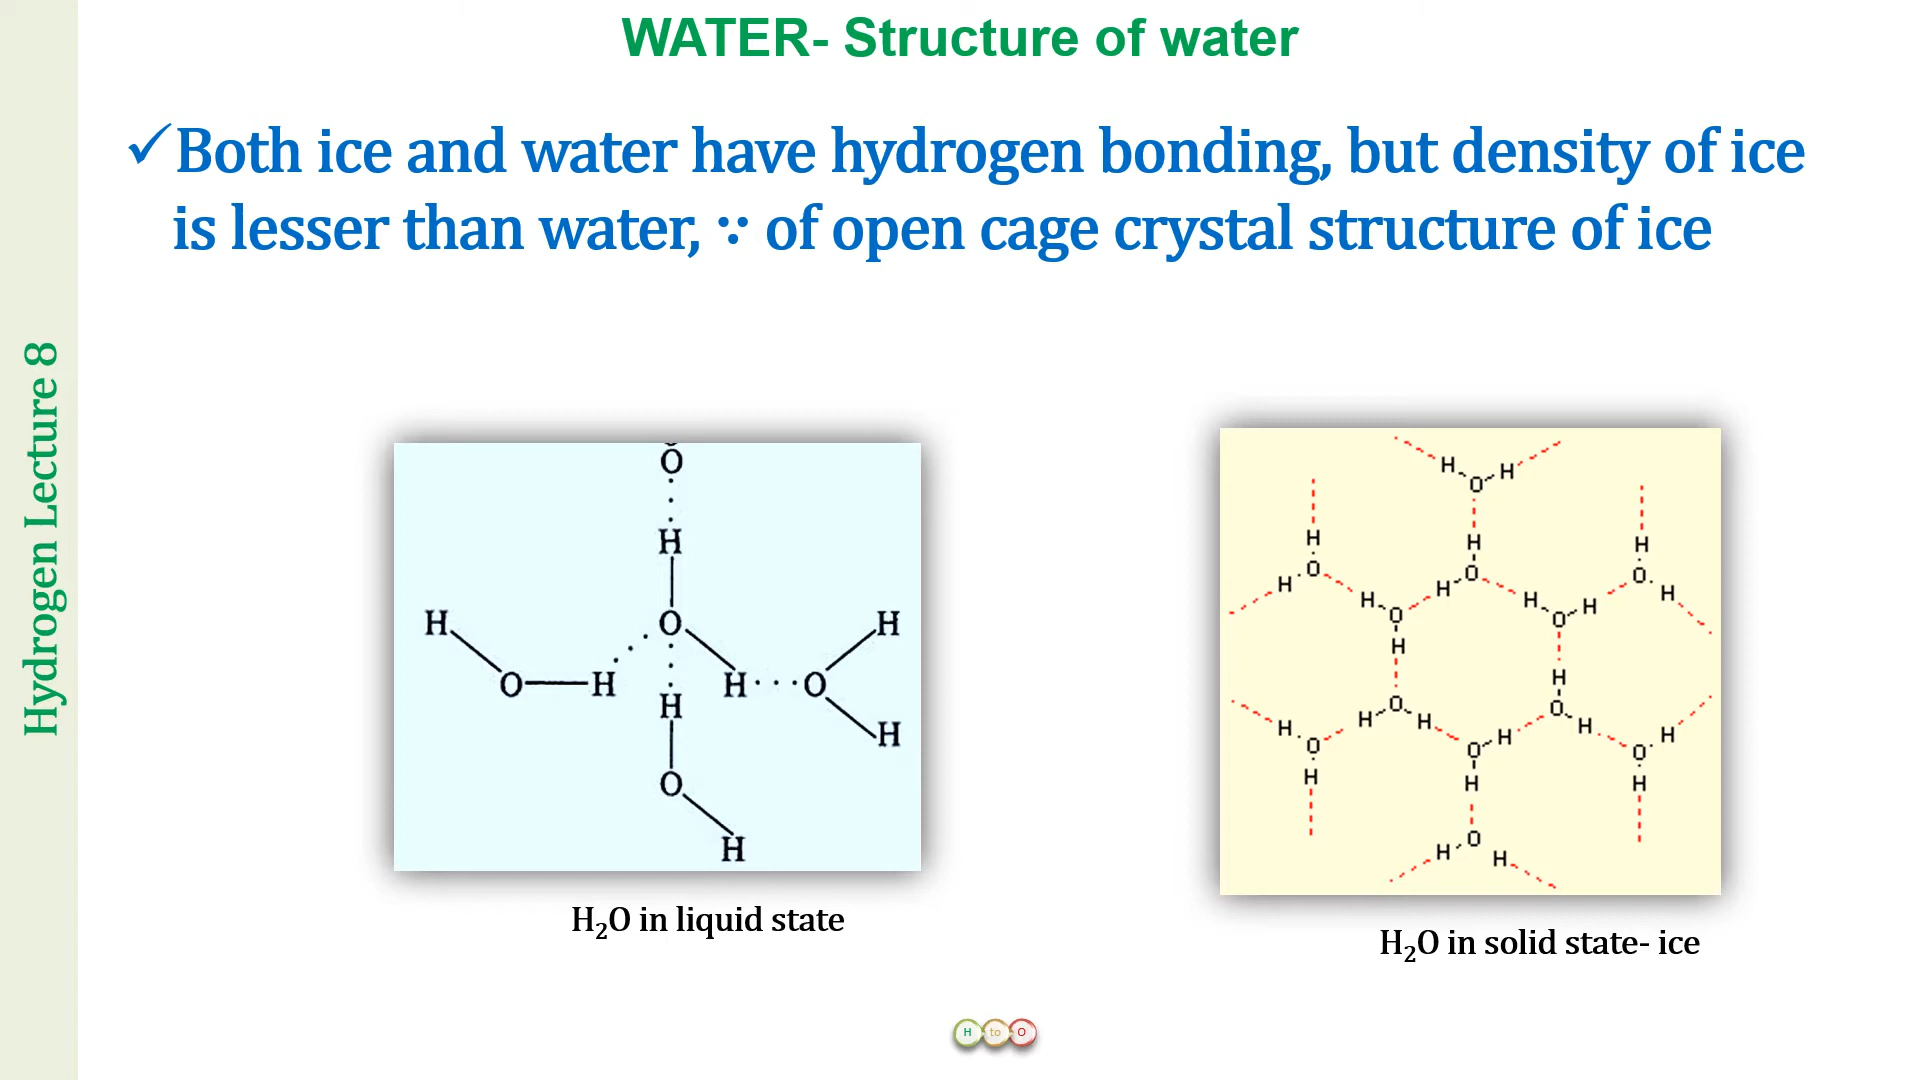 WATER- Structure of water
✓Both ice and water have hydrogen bonding, but density of ice
is lesser than water, ∵ of open cage crystal structure of ice
Hydrogen Lecture 8
O
H
H O H
O H H O
H H
O
H
H₂O in liquid state
H H
O
H H H
H O H O O H
H O H O H
H H
H O H O
H O H O H H
H O H O
H H H
H O H
H₂O in solid state- ice
H to O